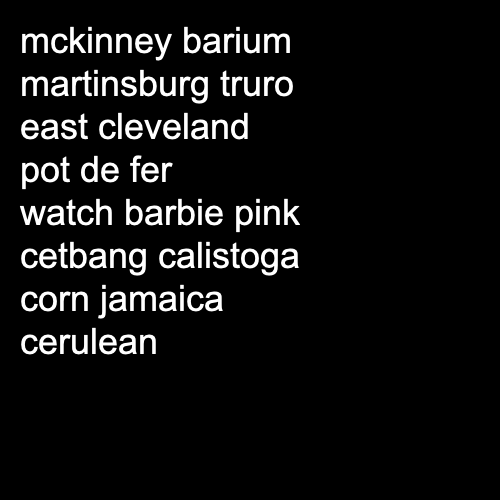 mckinney barium
martinsburg truro
east cleveland
pot de fer
watch barbie pink
cetbang calistoga
corn jamaica
cerulean